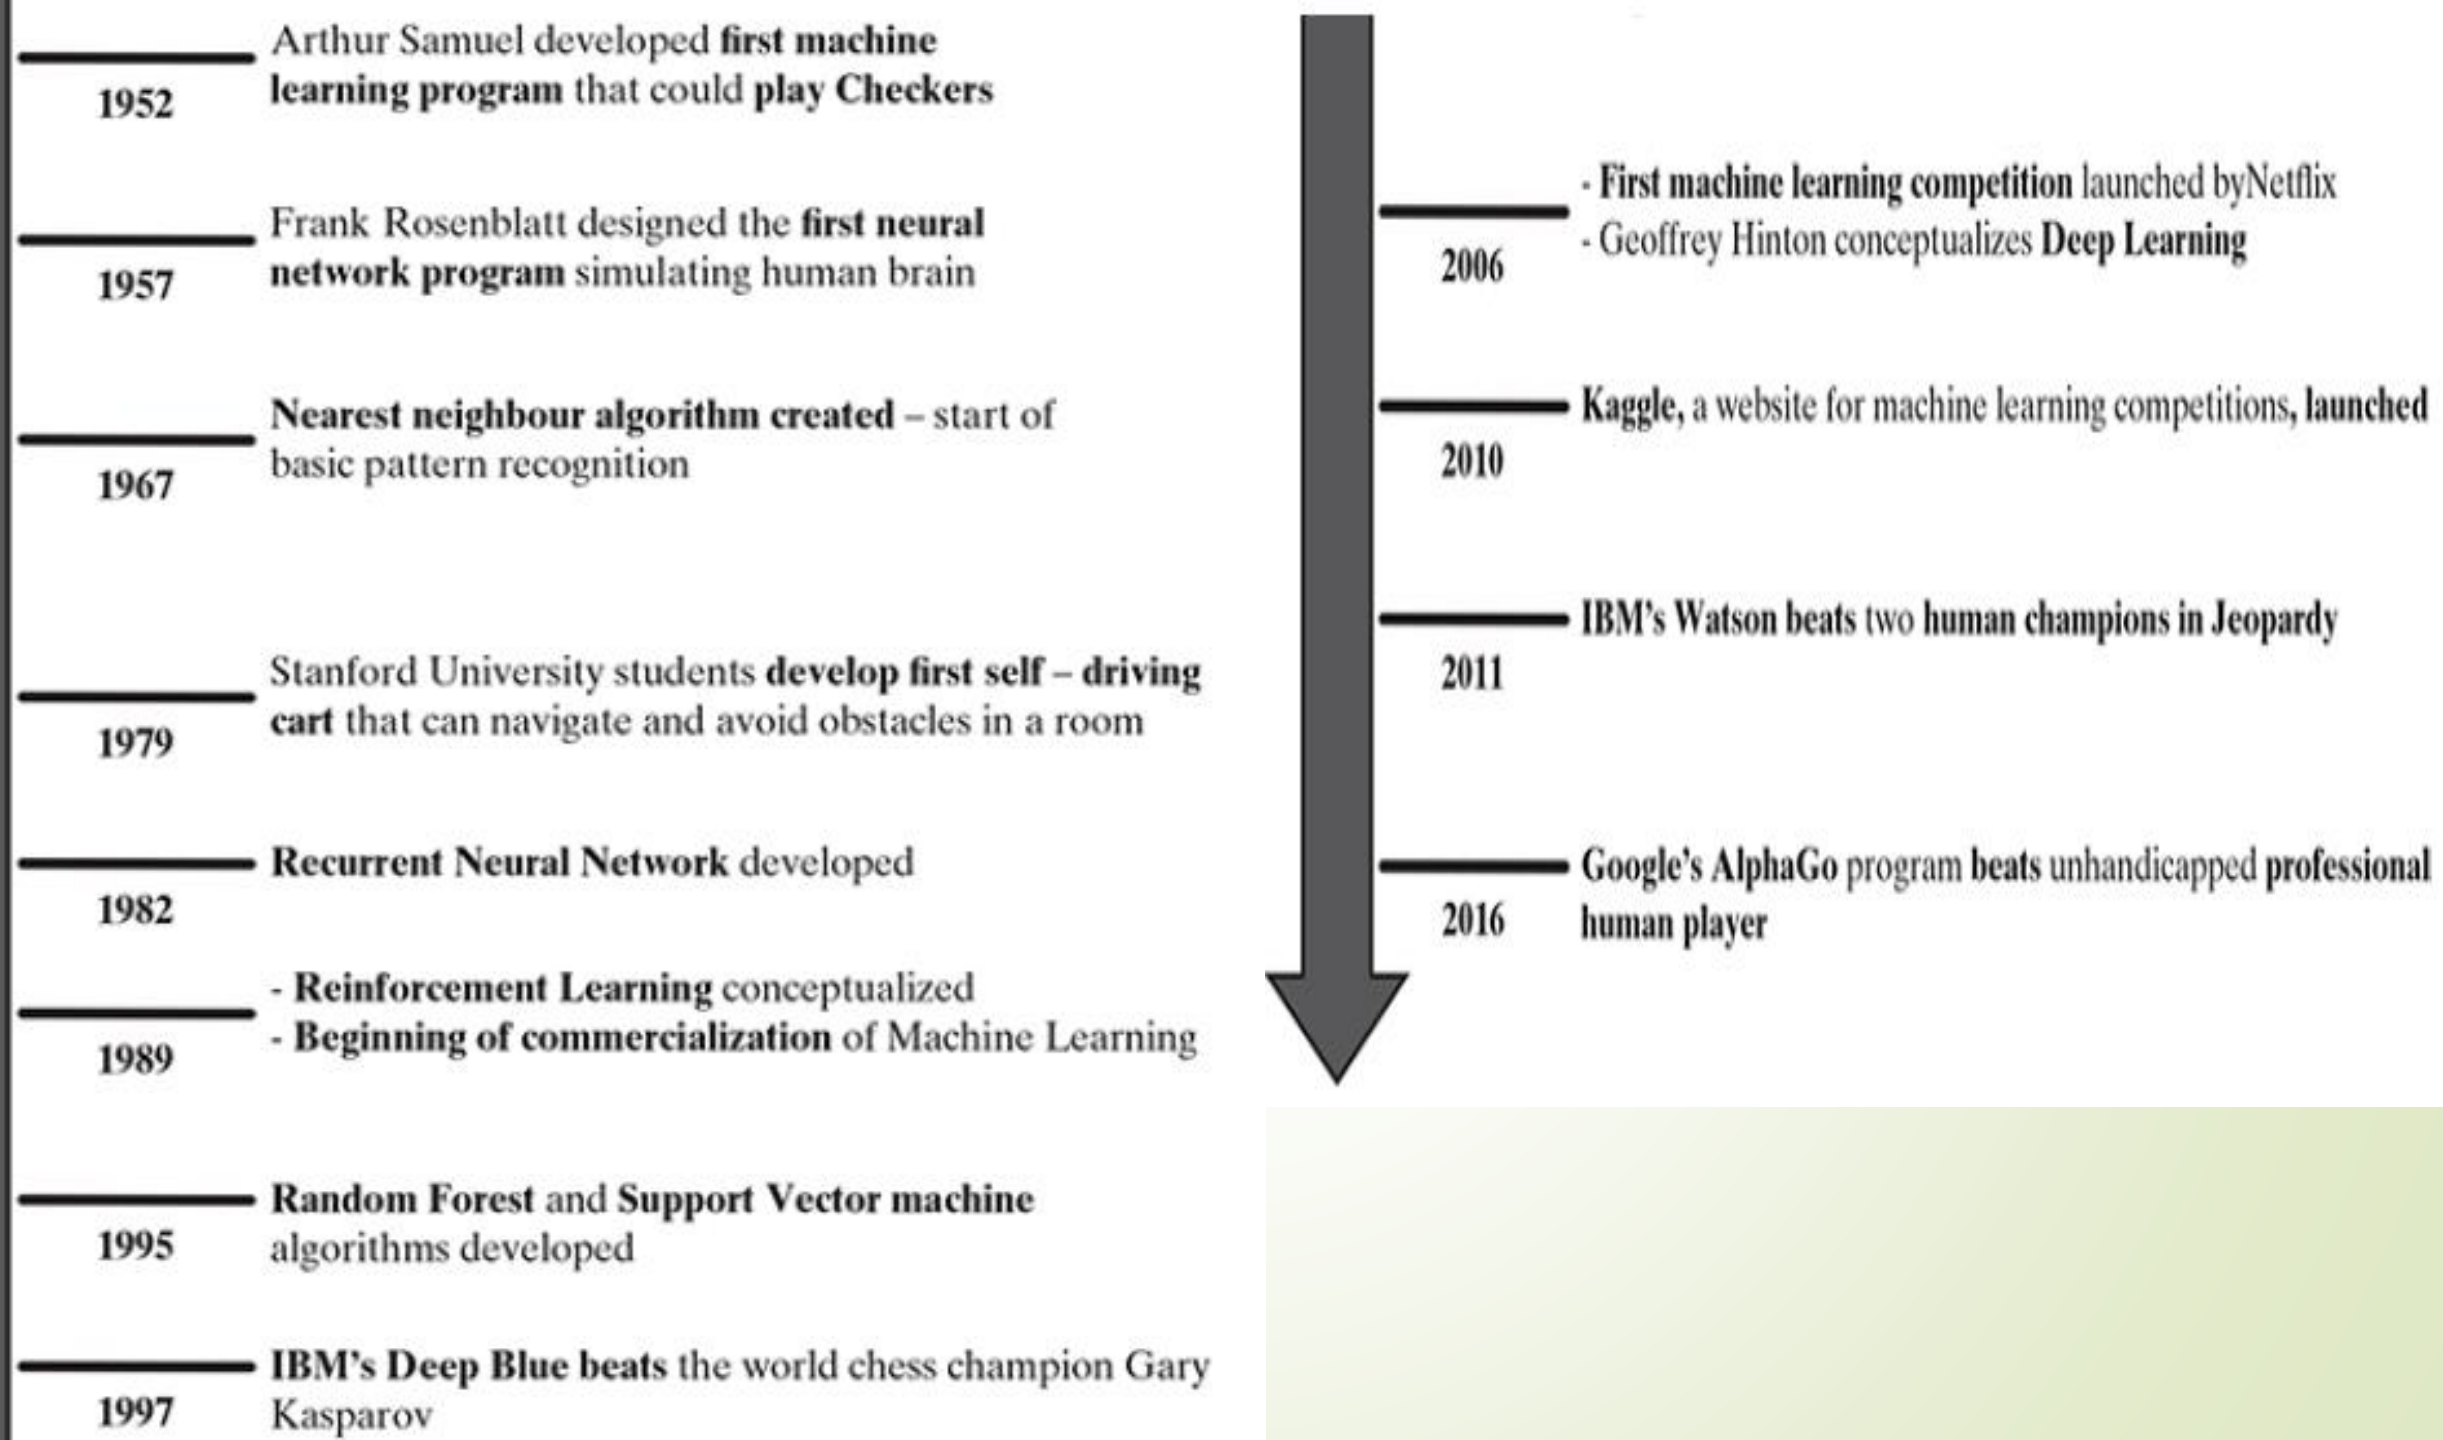 Arthur Samuel developed first machine
learning program that could play Checkers
1952
Frank Rosenblatt designed the first neural
network program simulating human brain
1957
Nearest neighbour algorithm created – start of
basic pattern recognition
1967
Stanford University students develop first self – driving
cart that can navigate and avoid obstacles in a room
1979
Recurrent Neural Network developed
1982
- Reinforcement Learning conceptualized
- Beginning of commercialization of Machine Learning
1989
Random Forest and Support Vector machine
algorithms developed
1995
IBM's Deep Blue beats the world chess champion Gary
Kasparov
1997
- First machine learning competition launched byNetflix
- Geoffrey Hinton conceptualizes Deep Learning
2006
Kaggle, a website for machine learning competitions, launched
2010
IBM's Watson beats two human champions in Jeopardy
2011
Google's AlphaGo program beats unhandicapped professional
human player
2016